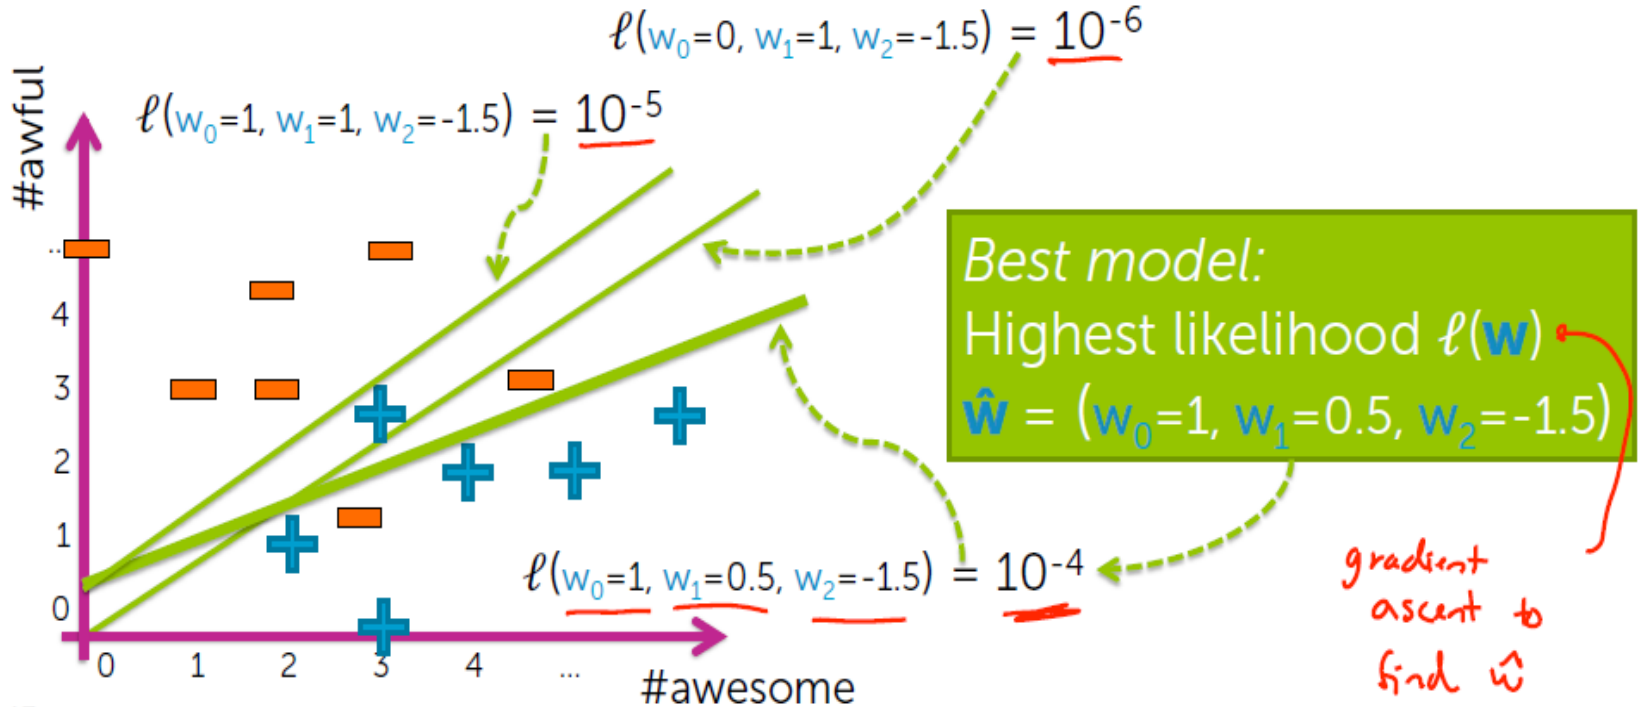 ℓ(w₀=0, w₁=1, w₂=-1.5) = 10⁻⁶
ℓ(w₀=1, w₁=1, w₂=-1.5) = 10⁻⁵
#awful
Best model:
Highest likelihood ℓ(w)
ŵ = (w₀=1, w₁=0.5, w₂=-1.5)
...
4
3
2
1
0
ℓ(w₀=1, w₁=0.5, w₂=-1.5) = 10⁻⁴
gradient
ascent to
find ŵ
0 1 2 3 4 ...
#awesome